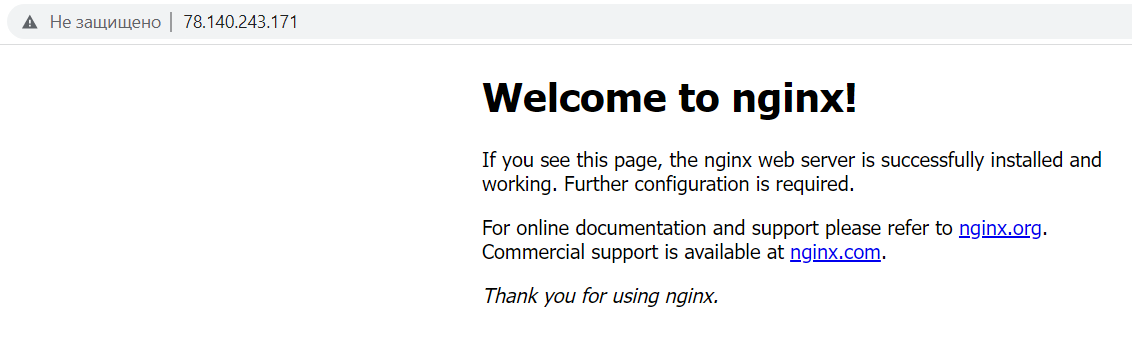 Не защищено | 78.140.243.171
Welcome to nginx!
If you see this page, the nginx web server is successfully installed and
working. Further configuration is required.
For online documentation and support please refer to nginx.org.
Commercial support is available at nginx.com.
Thank you for using nginx.